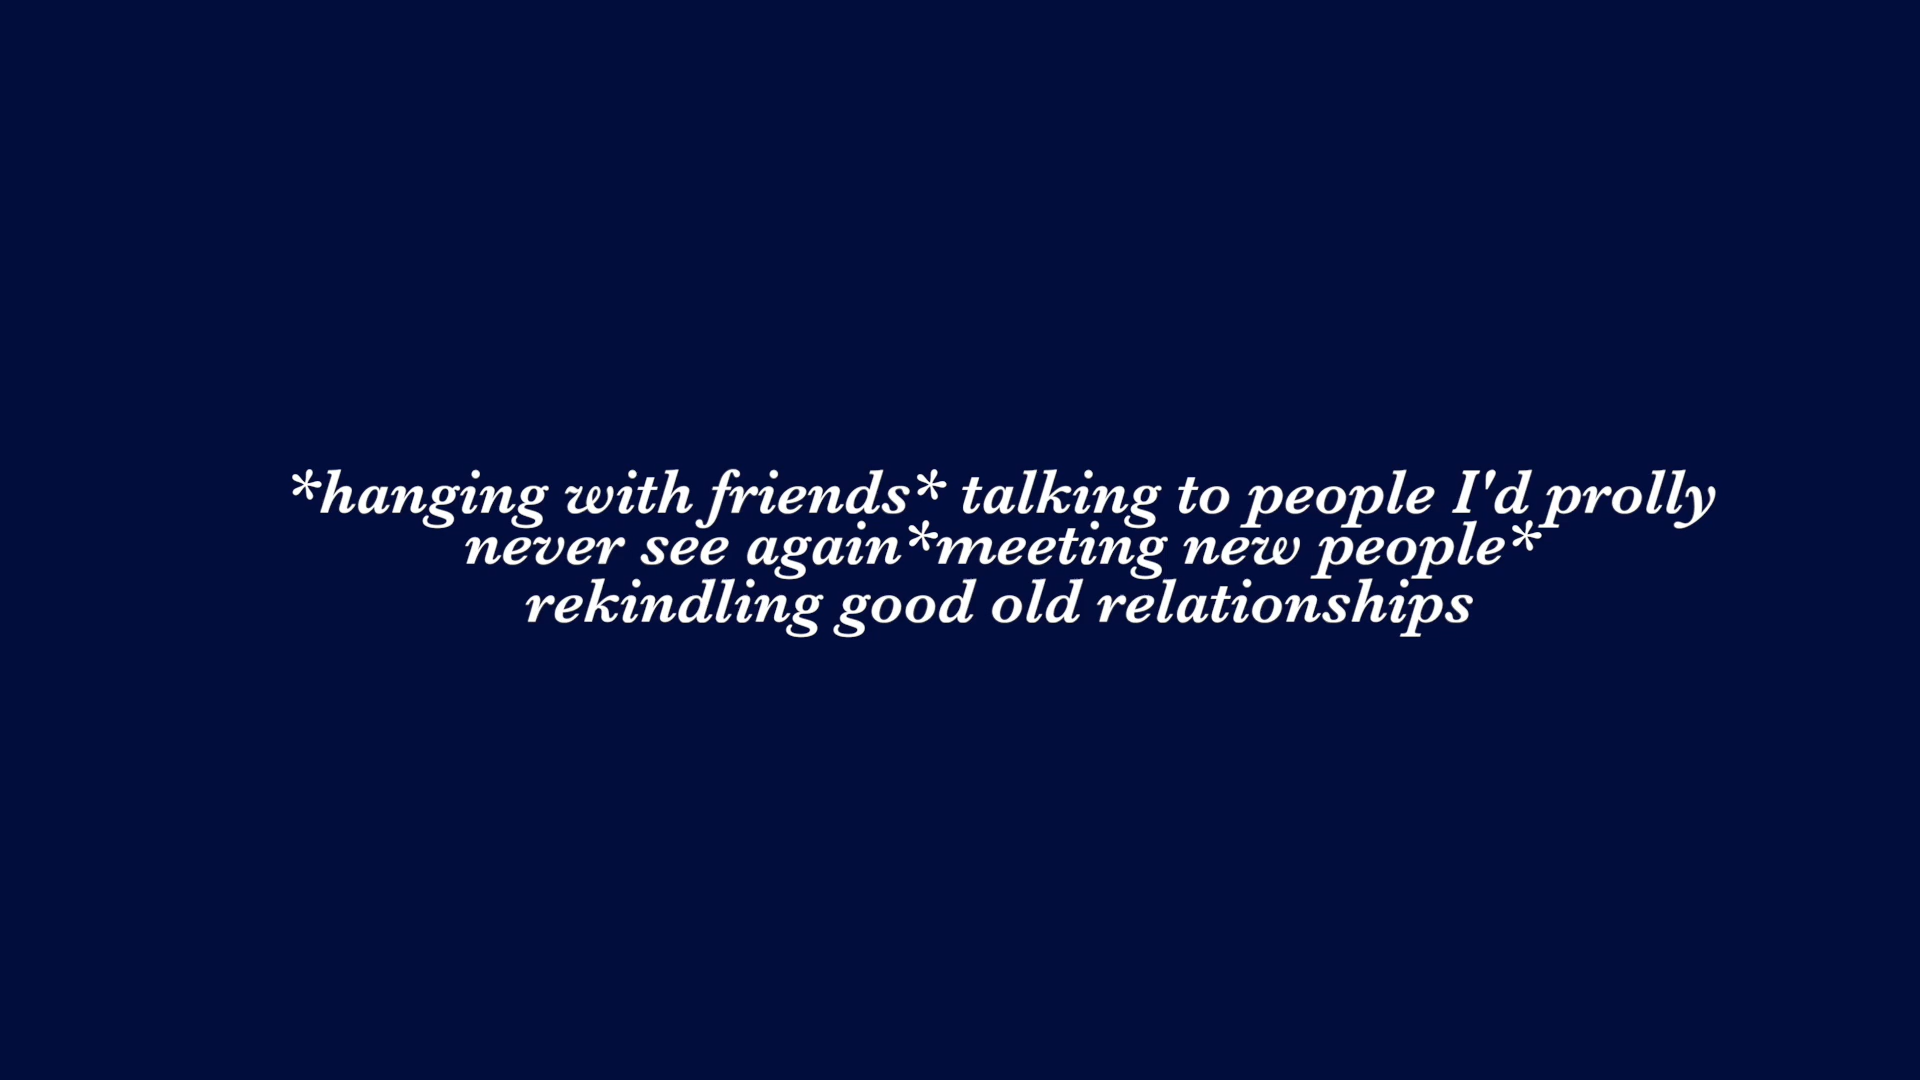 *hanging with friends* talking to people I'd prolly
never see again*meeting new people*
rekindling good old relationships